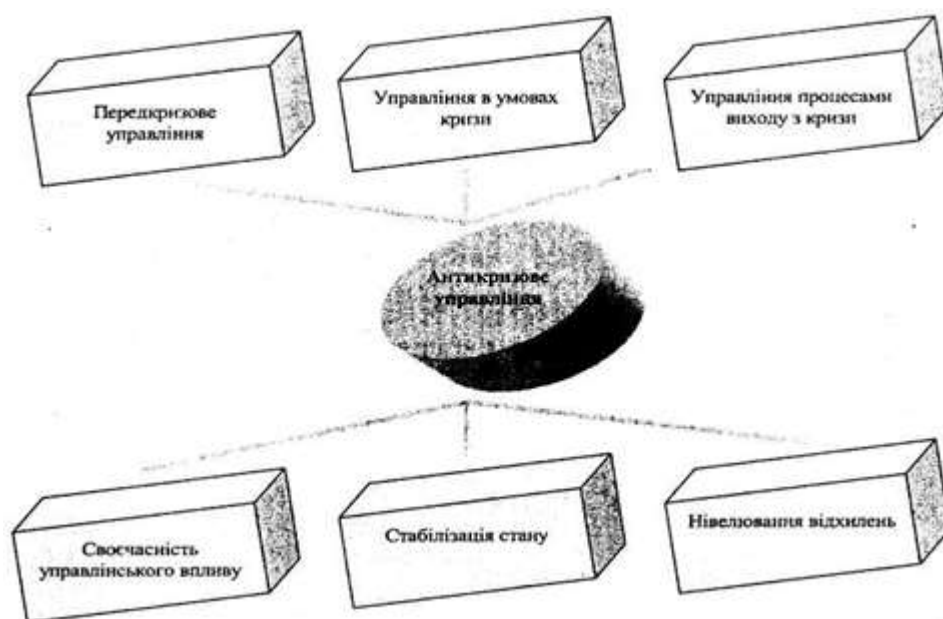 Передкризове
управління
Управління в умовах
кризи
Управління процесами
виходу з кризи
Антикризове
управління
Своєчасність
управлінського впливу
Стабілізація стану
Нівелювання відхилень